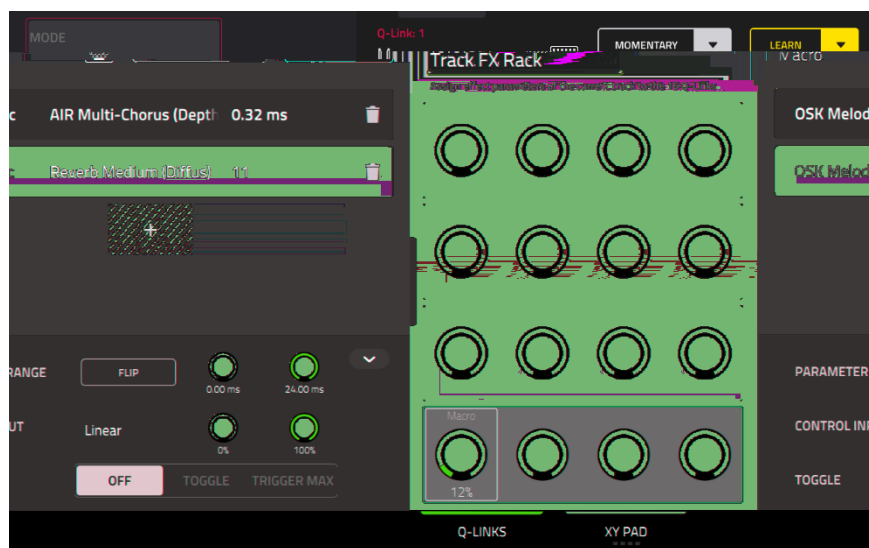 MODE
Q-Link: 1
MOMENTARY
LEARN
Track FX Rack
Macro
AIR Multi-Chorus (Depth 0.32 ms
OSK Melod
Reverb Medium (Diffus) 11
OSK Melod
+
RANGE FLIP
0.00 ms 24.00 ms
PARAMETER
UT Linear
0% 100%
Macro
CONTROL INP
OFF TOGGLE TRIGGER MAX
12%
TOGGLE
Q-LINKS XY PAD